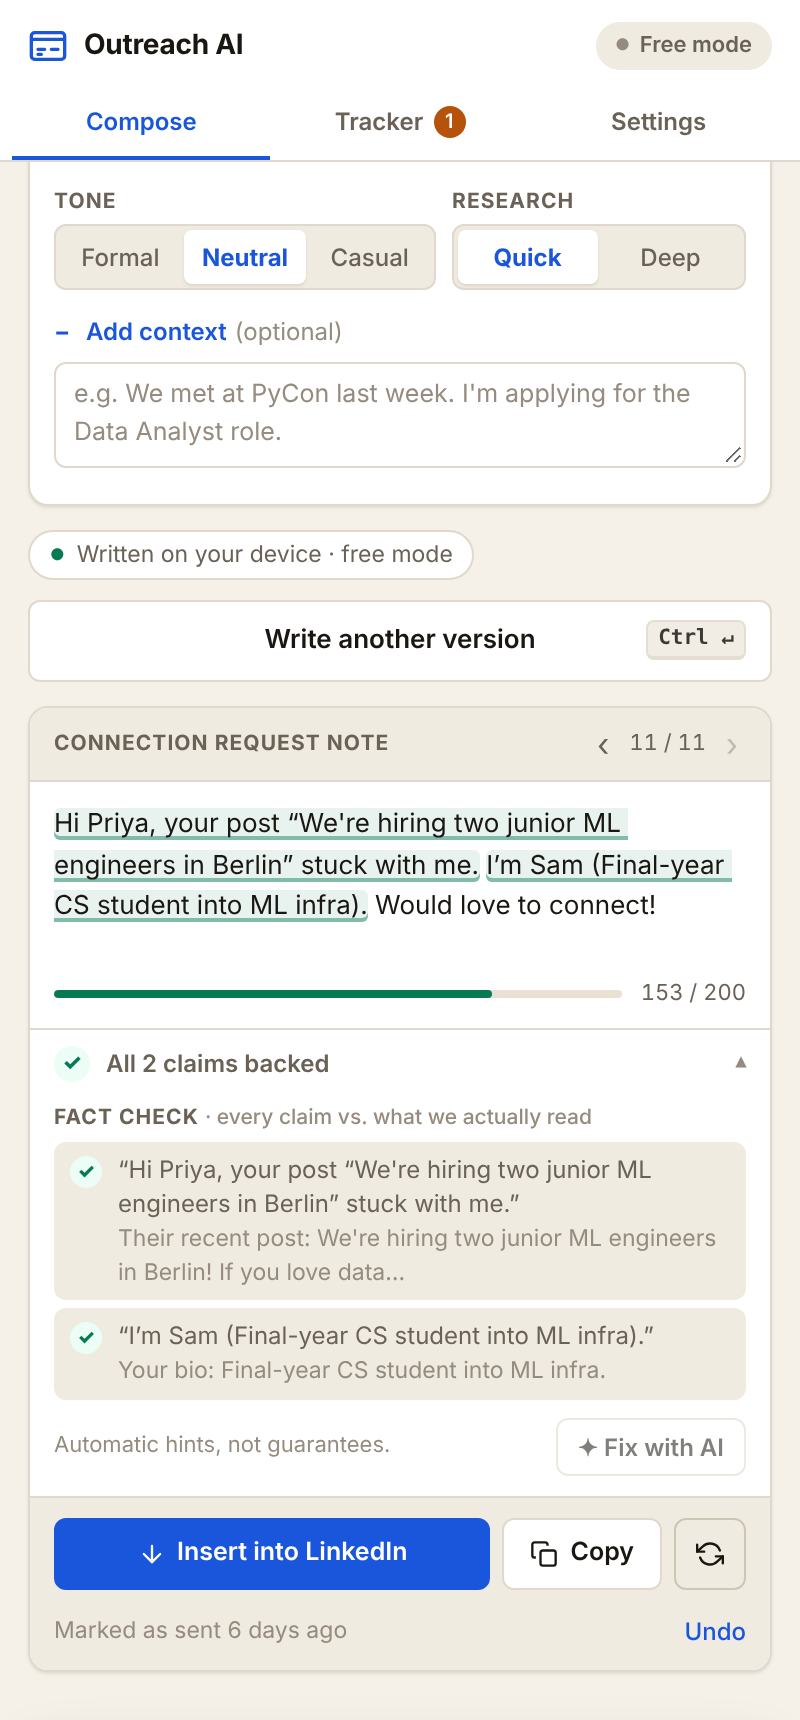 Outreach AI
Free mode
Compose
Tracker 1
Settings
TONE
RESEARCH
Formal Neutral Casual
Quick Deep
− Add context (optional)
e.g. We met at PyCon last week. I'm applying for the
Data Analyst role.
Written on your device · free mode
Write another version
Ctrl ↵
CONNECTION REQUEST NOTE
‹ 11 / 11 ›
Hi Priya, your post “We're hiring two junior ML
engineers in Berlin” stuck with me. I’m Sam (Final-year
CS student into ML infra). Would love to connect!
153 / 200
All 2 claims backed
FACT CHECK · every claim vs. what we actually read
“Hi Priya, your post “We're hiring two junior ML
engineers in Berlin” stuck with me.”
Their recent post: We're hiring two junior ML engineers
in Berlin! If you love data...
“I’m Sam (Final-year CS student into ML infra).”
Your bio: Final-year CS student into ML infra.
Automatic hints, not guarantees.
✦ Fix with AI
↓ Insert into LinkedIn
Copy
Marked as sent 6 days ago
Undo